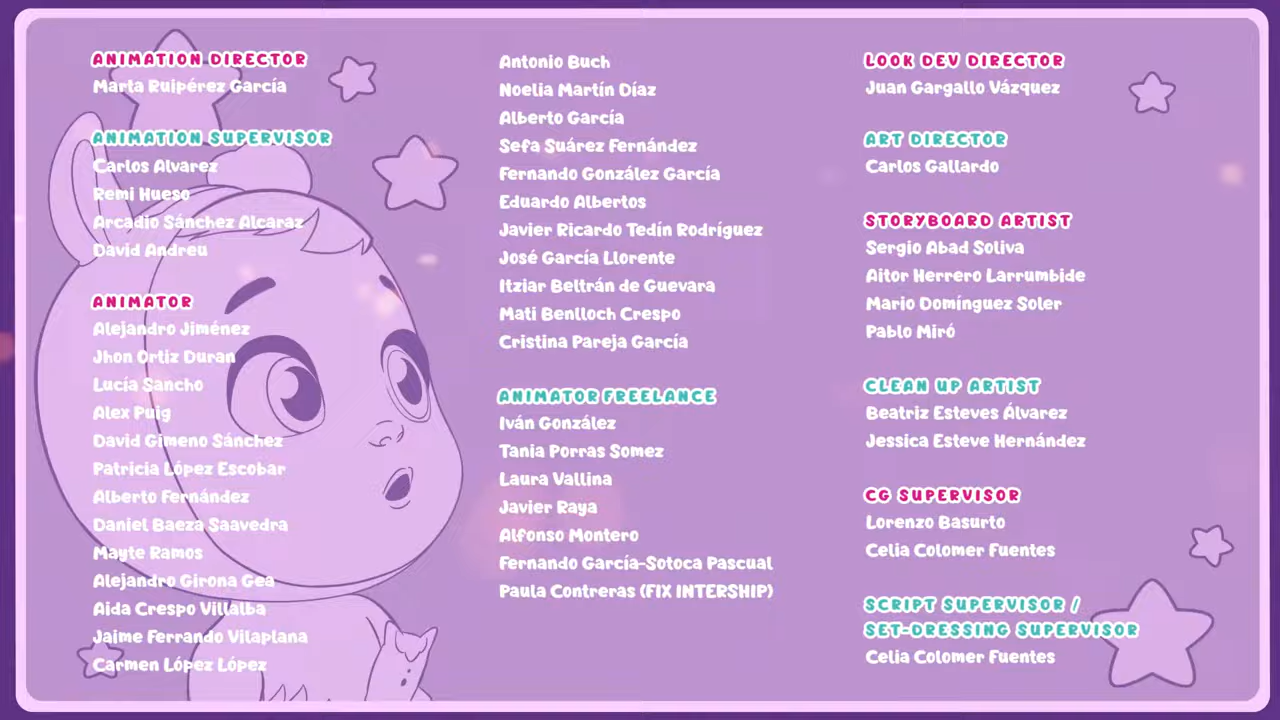 ANIMATION DIRECTOR
Marta Ruipérez García
ANIMATION SUPERVISOR
Carlos Alvarez
Remi Hueso
Arcadio Sánchez Alcaraz
David Andreu
ANIMATOR
Alejandro Jiménez
Jhon Ortiz Duran
Lucía Sancho
Alex Puig
David Gimeno Sánchez
Patricia López Escobar
Alberto Fernández
Daniel Baeza Saavedra
Mayte Ramos
Alejandro Girona Gea
Aida Crespo Villalba
Jaime Ferrando Vilaplana
Carmen López López
Antonio Buch
Noelia Martín Díaz
Alberto García
Sefa Suárez Fernández
Fernando González García
Eduardo Albertos
Javier Ricardo Tedín Rodríguez
José García Llorente
Itziar Beltrán de Guevara
Mati Benlloch Crespo
Cristina Pareja García
ANIMATOR FREELANCE
Iván González
Tania Porras Somez
Laura Vallina
Javier Raya
Alfonso Montero
Fernando García-Sotoca Pascual
Paula Contreras (FIX INTERSHIP)
LOOK DEV DIRECTOR
Juan Gargallo Vázquez
ART DIRECTOR
Carlos Gallardo
STORYBOARD ARTIST
Sergio Abad Soliva
Aitor Herrero Larrumbide
Mario Domínguez Soler
Pablo Miró
CLEAN UP ARTIST
Beatriz Esteves Álvarez
Jessica Esteve Hernández
CG SUPERVISOR
Lorenzo Basurto
Celia Colomer Fuentes
SCRIPT SUPERVISOR /
SET-DRESSING SUPERVISOR
Celia Colomer Fuentes